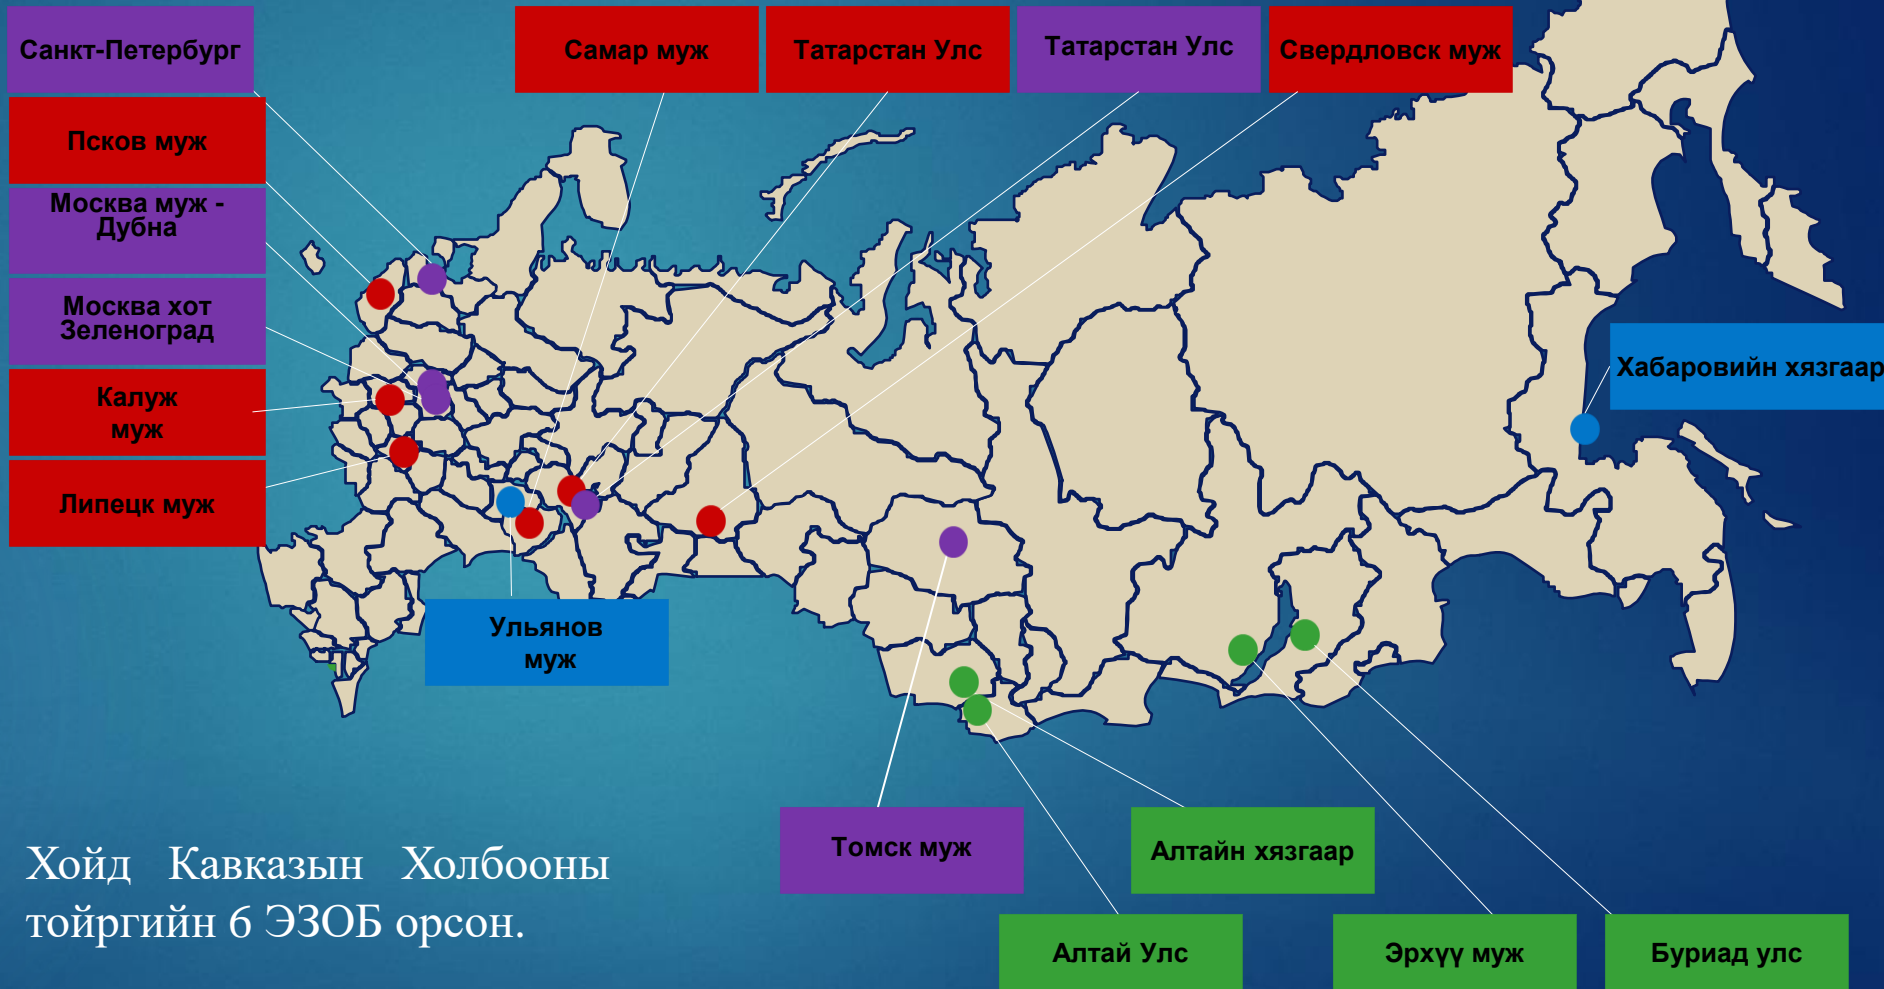 Санкт-Петербург
Самар муж
Татарстан Улс
Татарстан Улс
Свердловск муж
Псков муж
Москва муж -
Дубна
Москва хот
Зеленоград
Хабаровийн хязгаар
Калуж
муж
Липецк муж
Ульянов
муж
Томск муж
Алтайн хязгаар
Хойд Кавказын Холбооны
тойргийн 6 ЭЗОБ орсон.
Алтай Улс
Эрхүү муж
Буриад улс